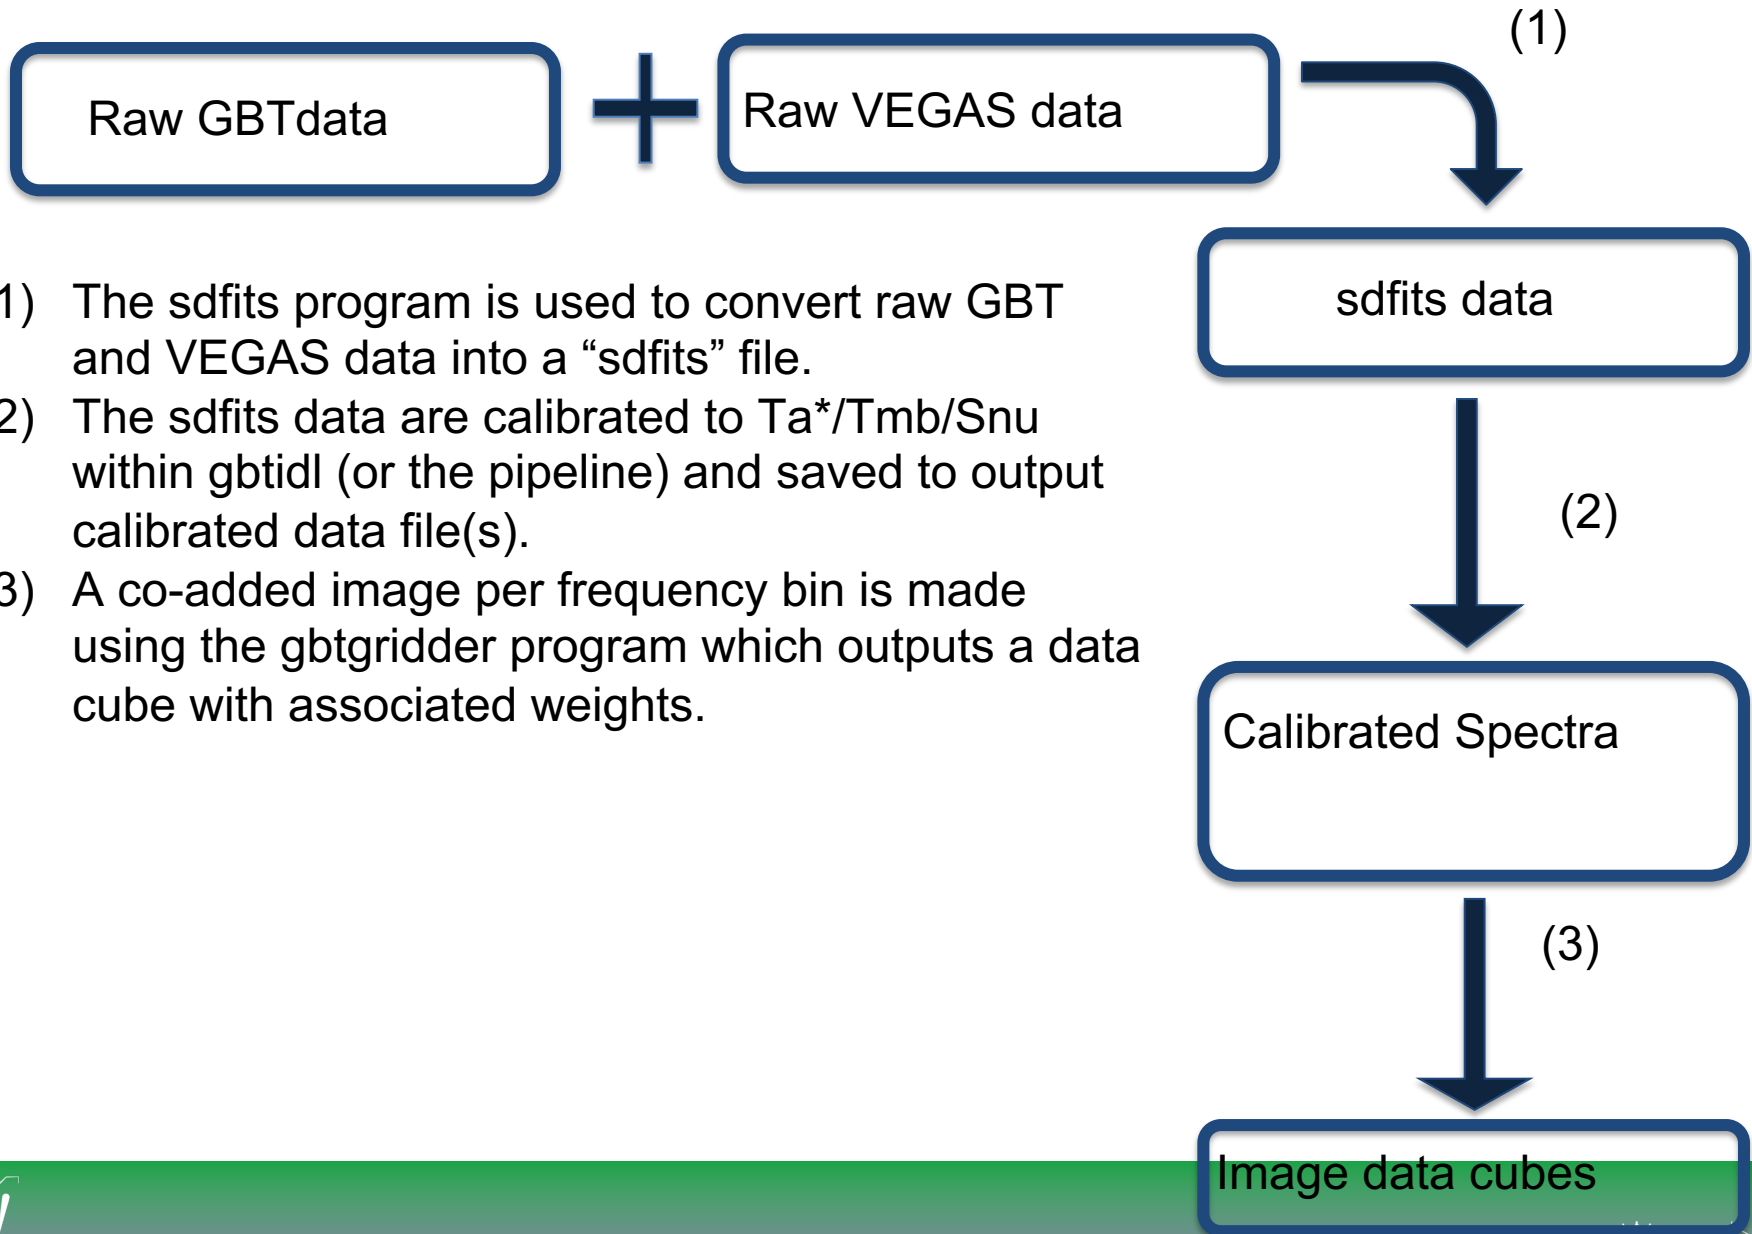 (1)
Raw GBTdata
Raw VEGAS data
1) The sdfits program is used to convert raw GBT
and VEGAS data into a “sdfits” file.
2) The sdfits data are calibrated to Ta*/Tmb/Snu
within gbtidl (or the pipeline) and saved to output
calibrated data file(s).
3) A co-added image per frequency bin is made
using the gbtgridder program which outputs a data
cube with associated weights.
sdfits data
(2)
Calibrated Spectra
(3)
Image data cubes